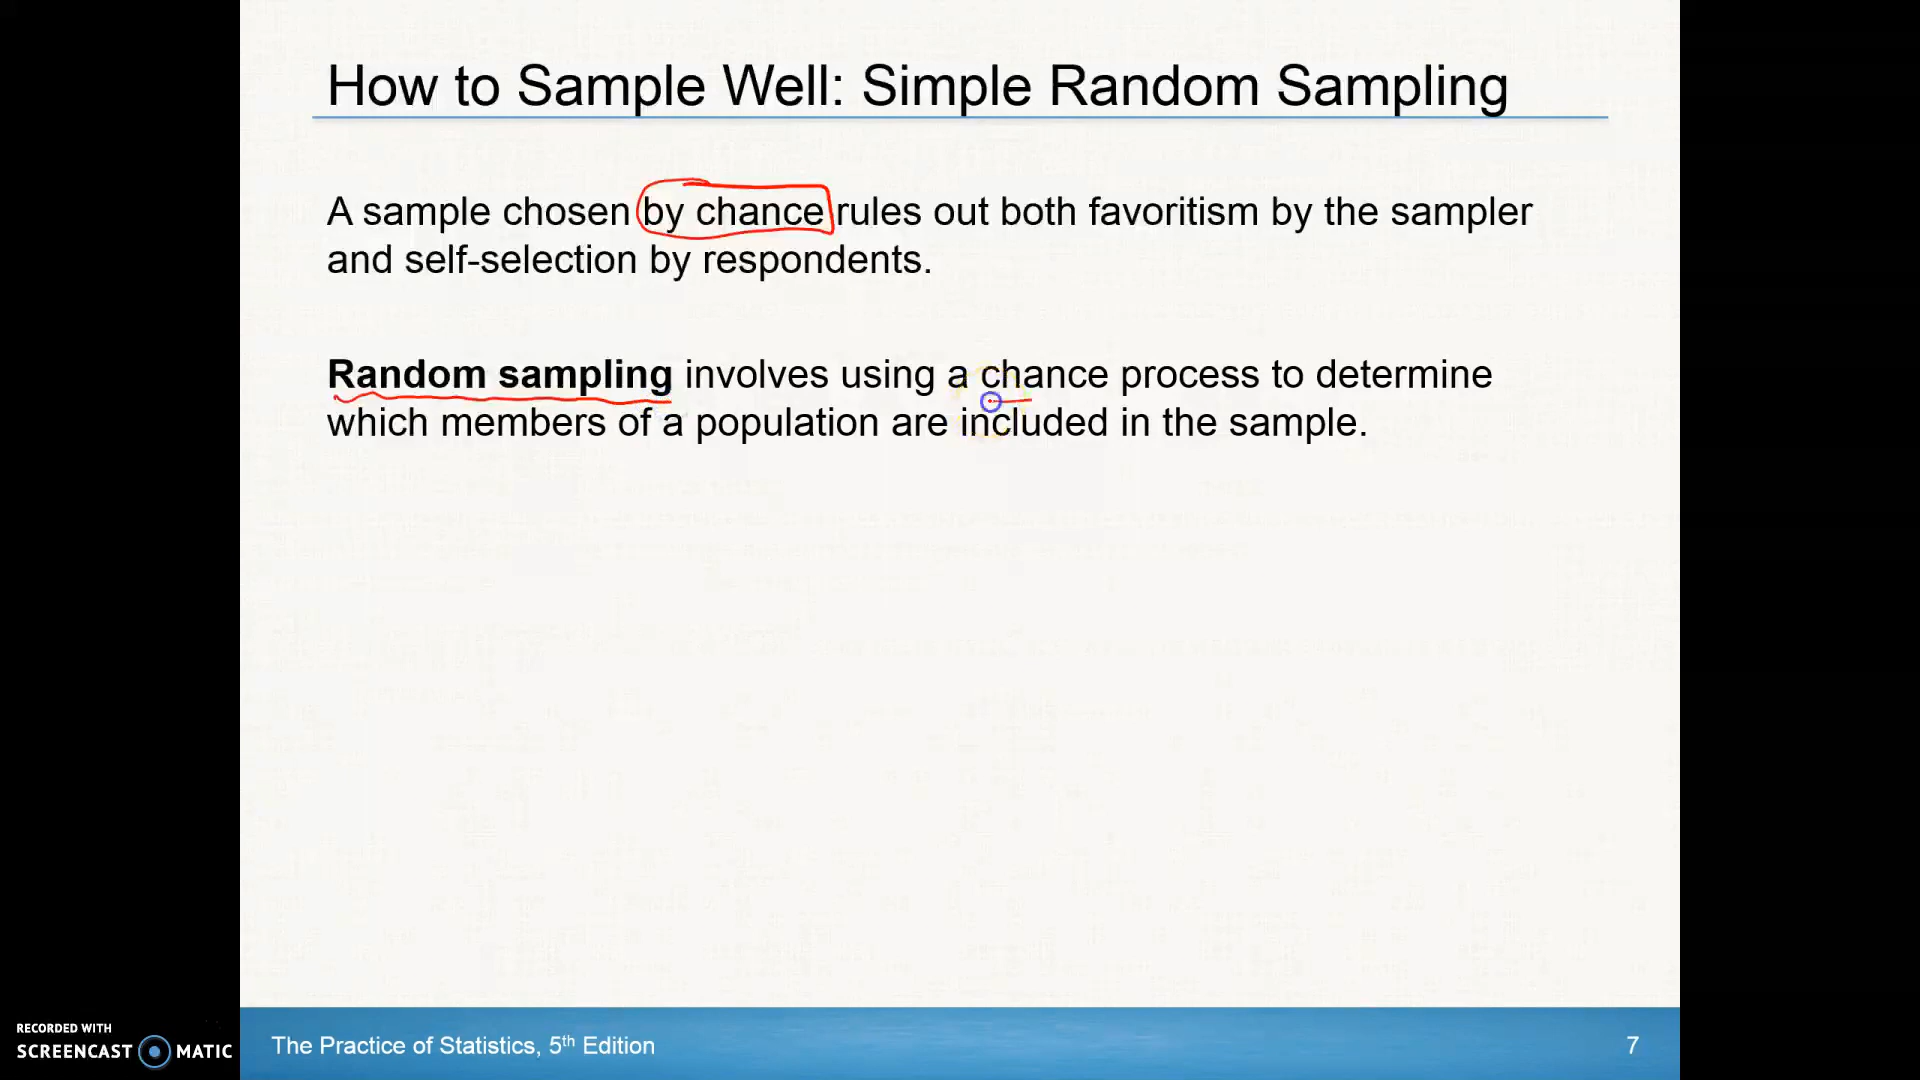 How to Sample Well: Simple Random Sampling
A sample chosen by chance rules out both favoritism by the sampler
and self-selection by respondents.
Random sampling involves using a chance process to determine
which members of a population are included in the sample.
RECORDED WITH
SCREENCAST MATIC
The Practice of Statistics, 5th Edition
7